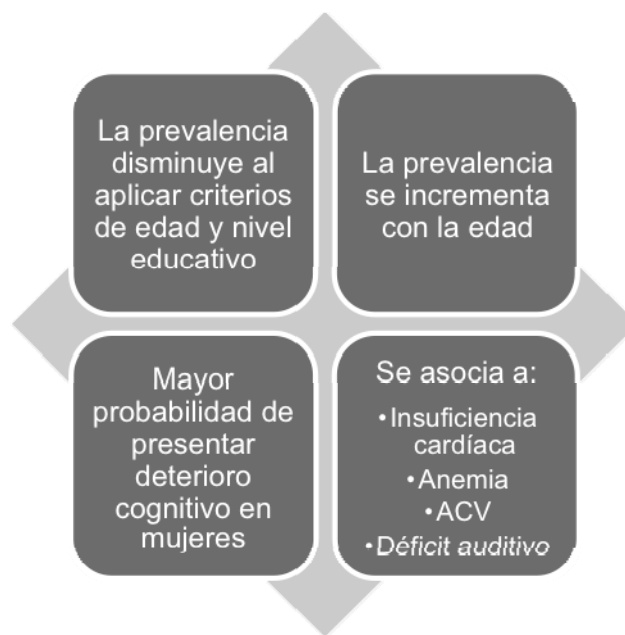 La prevalencia
disminuye al
aplicar criterios
de edad y nivel
educativo
La prevalencia
se incrementa
con la edad
Mayor
probabilidad de
presentar
deterioro
cognitivo en
mujeres
Se asocia a:
•Insuficiencia
cardíaca
•Anemia
•ACV
•Déficit auditivo